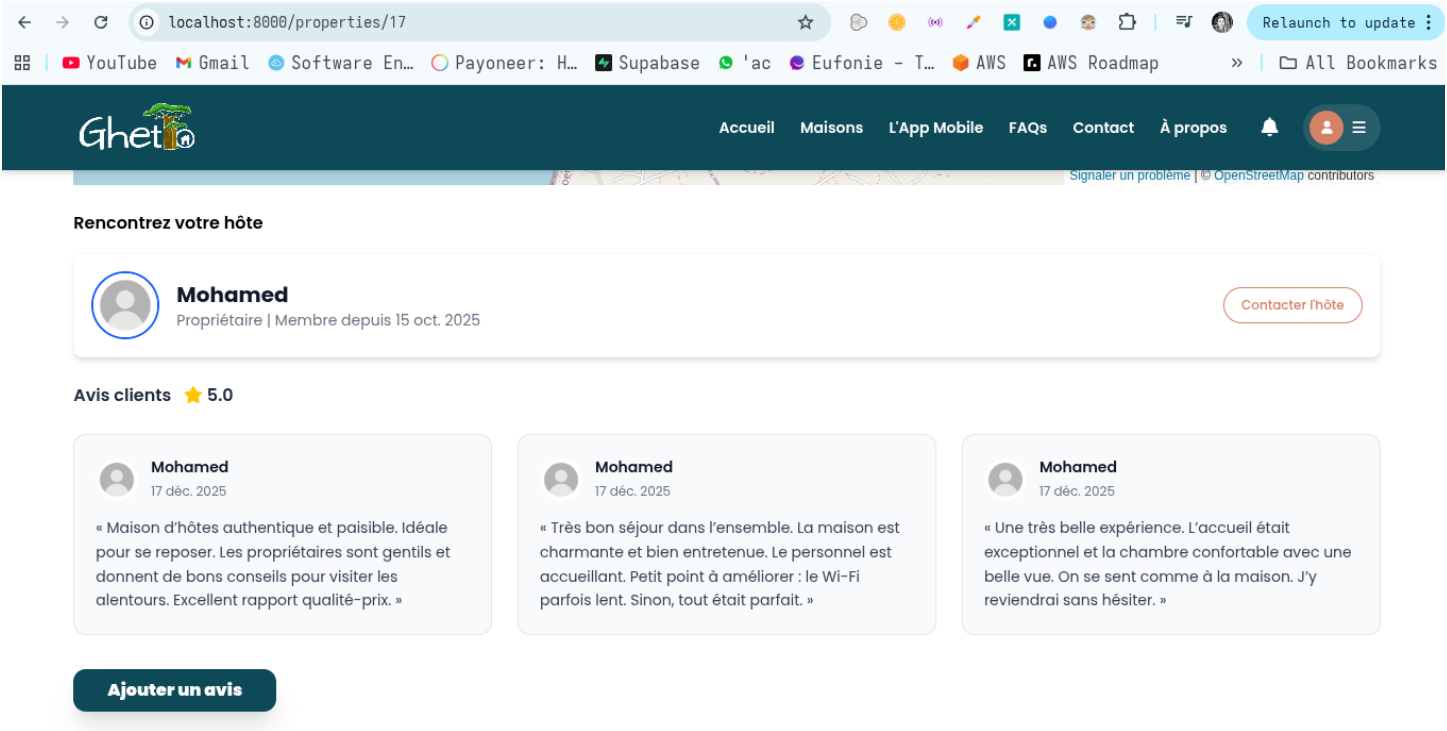 localhost:8000/properties/17
Relaunch to update
YouTube Gmail Software En… Payoneer: H… Supabase 'ac Eufonie – T… AWS AWS Roadmap » All Bookmarks
Ghetto
Accueil Maisons L'App Mobile FAQs Contact À propos
Signaler un problème | © OpenStreetMap contributors
Rencontrez votre hôte
Mohamed
Propriétaire | Membre depuis 15 oct. 2025
Contacter l'hôte
Avis clients 5.0
Mohamed
17 déc. 2025
« Maison d’hôtes authentique et paisible. Idéale
pour se reposer. Les propriétaires sont gentils et
donnent de bons conseils pour visiter les
alentours. Excellent rapport qualité-prix. »
Mohamed
17 déc. 2025
« Très bon séjour dans l’ensemble. La maison est
charmante et bien entretenue. Le personnel est
accueillant. Petit point à améliorer : le Wi-Fi
parfois lent. Sinon, tout était parfait. »
Mohamed
17 déc. 2025
« Une très belle expérience. L’accueil était
exceptionnel et la chambre confortable avec une
belle vue. On se sent comme à la maison. J’y
reviendrai sans hésiter. »
Ajouter un avis